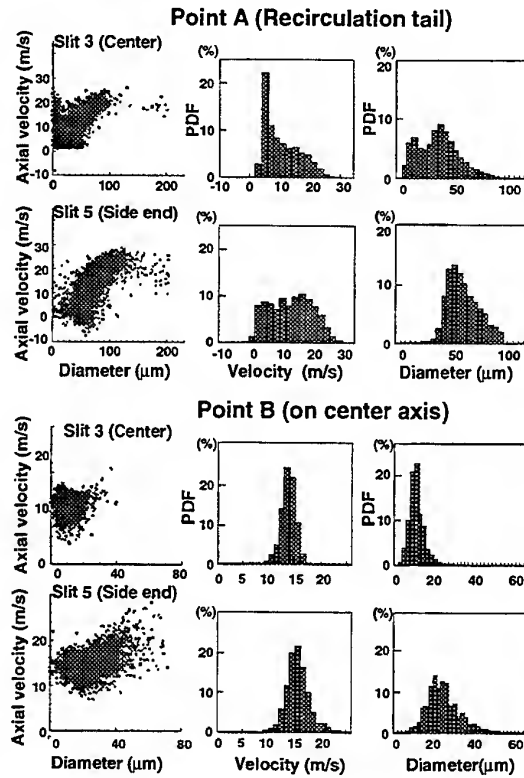 Point A (Recirculation tail)
Slit 3 (Center)
Axial velocity (m/s)
30
20
10
0
-10
0 100 200
(%)
PDF
20
10
0
-10 0 10 20 30
(%)
PDF
20
10
0
0 50 100
Slit 5 (Side end)
Axial velocity (m/s)
30
20
10
0
-10
0 100 200
Diameter (μm)
(%)
20
10
0
-10 0 10 20 30
Velocity (m/s)
(%)
20
10
0
0 50 100
Diameter (μm)
Point B (on center axis)
Slit 3 (Center)
Axial velocity (m/s)
20
10
0
0 40 80
(%)
PDF
20
10
0
0 5 10 15 20
(%)
PDF
20
10
0
0 20 40 60
Slit 5 (Side end)
Axial velocity (m/s)
20
10
0
0 40 80
Diameter (μm)
(%)
20
10
0
0 5 10 15 20
Velocity (m/s)
(%)
20
10
0
0 20 40 60
Diameter(μm)